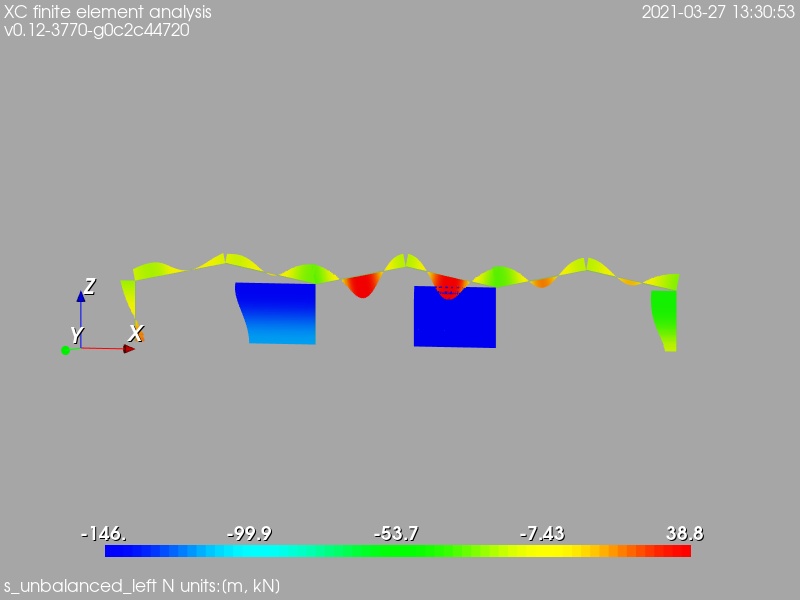 XC finite element analysis
v0.12-3770-g0c2c44720
2021-03-27 13:30:53
Z
Y
X
-146. -99.9 -53.7 -7.43 38.8
s_unbalanced_left N units:[m, kN]